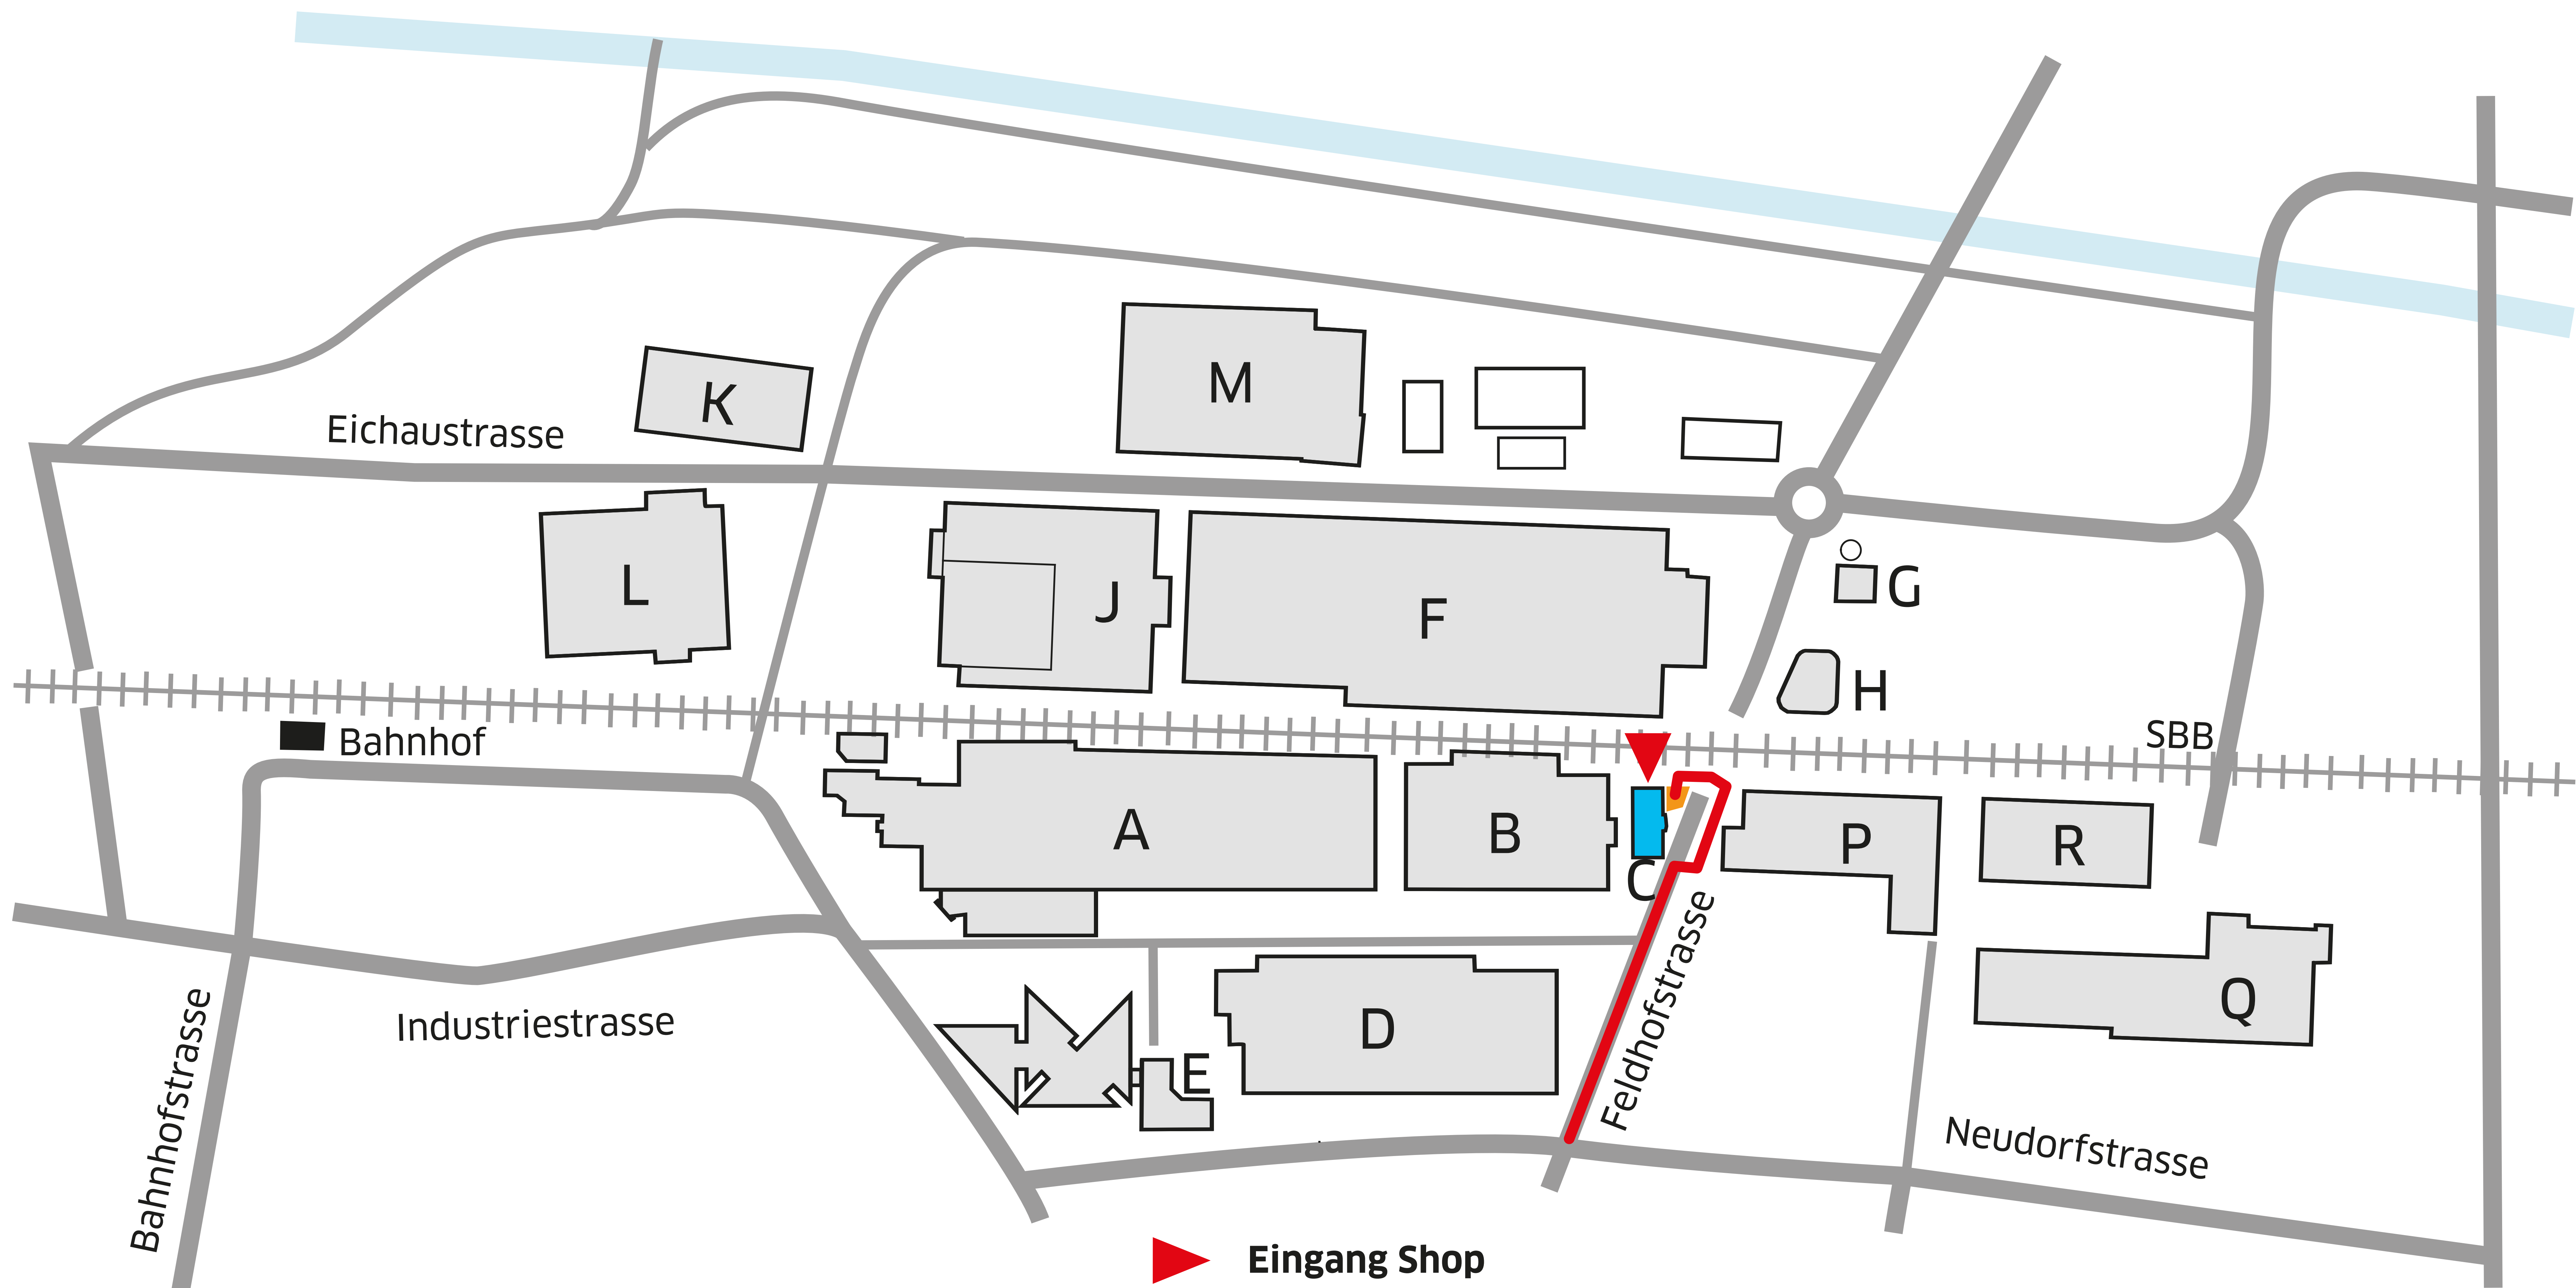 K
M
Eichaustrasse
L
J
F
G
H
SBB
Bahnhof
A
B
C
P
R
Q
Feldhofstrasse
D
E
Industriestrasse
Bahnhofstrasse
Neudorfstrasse
Eingang Shop